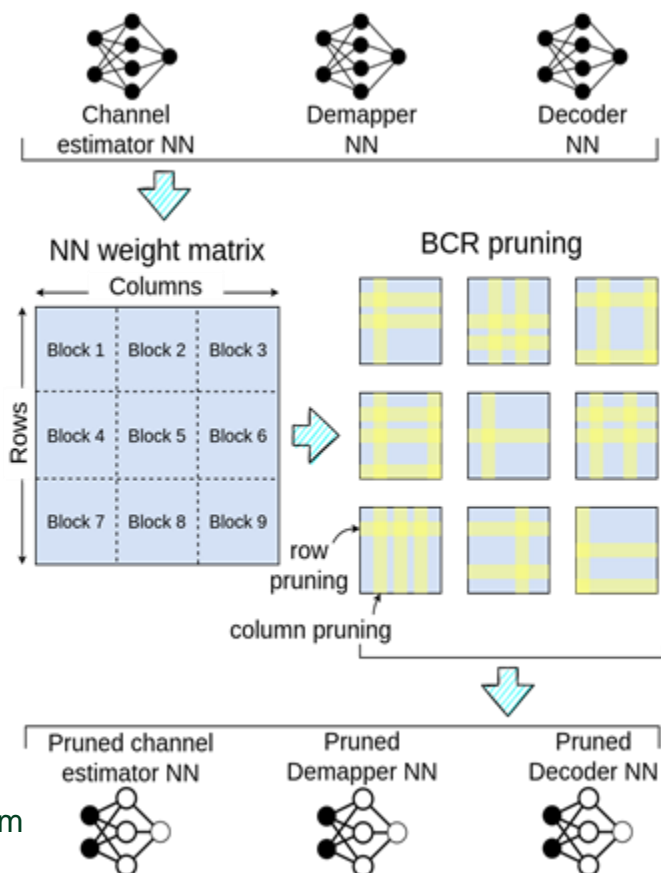 Channel
estimator NN
Demapper
NN
Decoder
NN
NN weight matrix
Columns
Rows
Block 1
Block 2
Block 3
Block 4
Block 5
Block 6
Block 7
Block 8
Block 9
BCR pruning
row
pruning
column pruning
Pruned channel
estimator NN
Pruned
Demapper NN
Pruned
Decoder NN
m